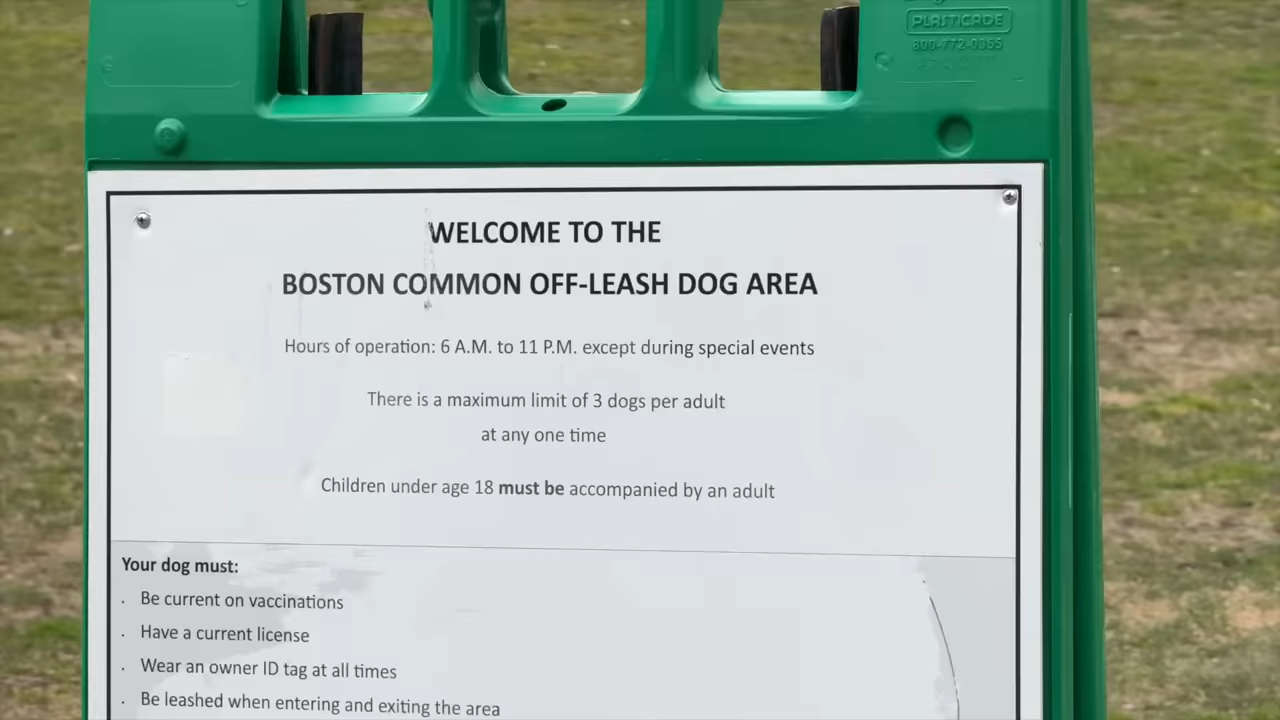 PLASTICADE
800-772-0355
WELCOME TO THE
BOSTON COMMON OFF-LEASH DOG AREA
Hours of operation: 6 A.M. to 11 P.M. except during special events
There is a maximum limit of 3 dogs per adult
at any one time
Children under age 18 must be accompanied by an adult
Your dog must:
. Be current on vaccinations
. Have a current license
. Wear an owner ID tag at all times
. Be leashed when entering and exiting the area